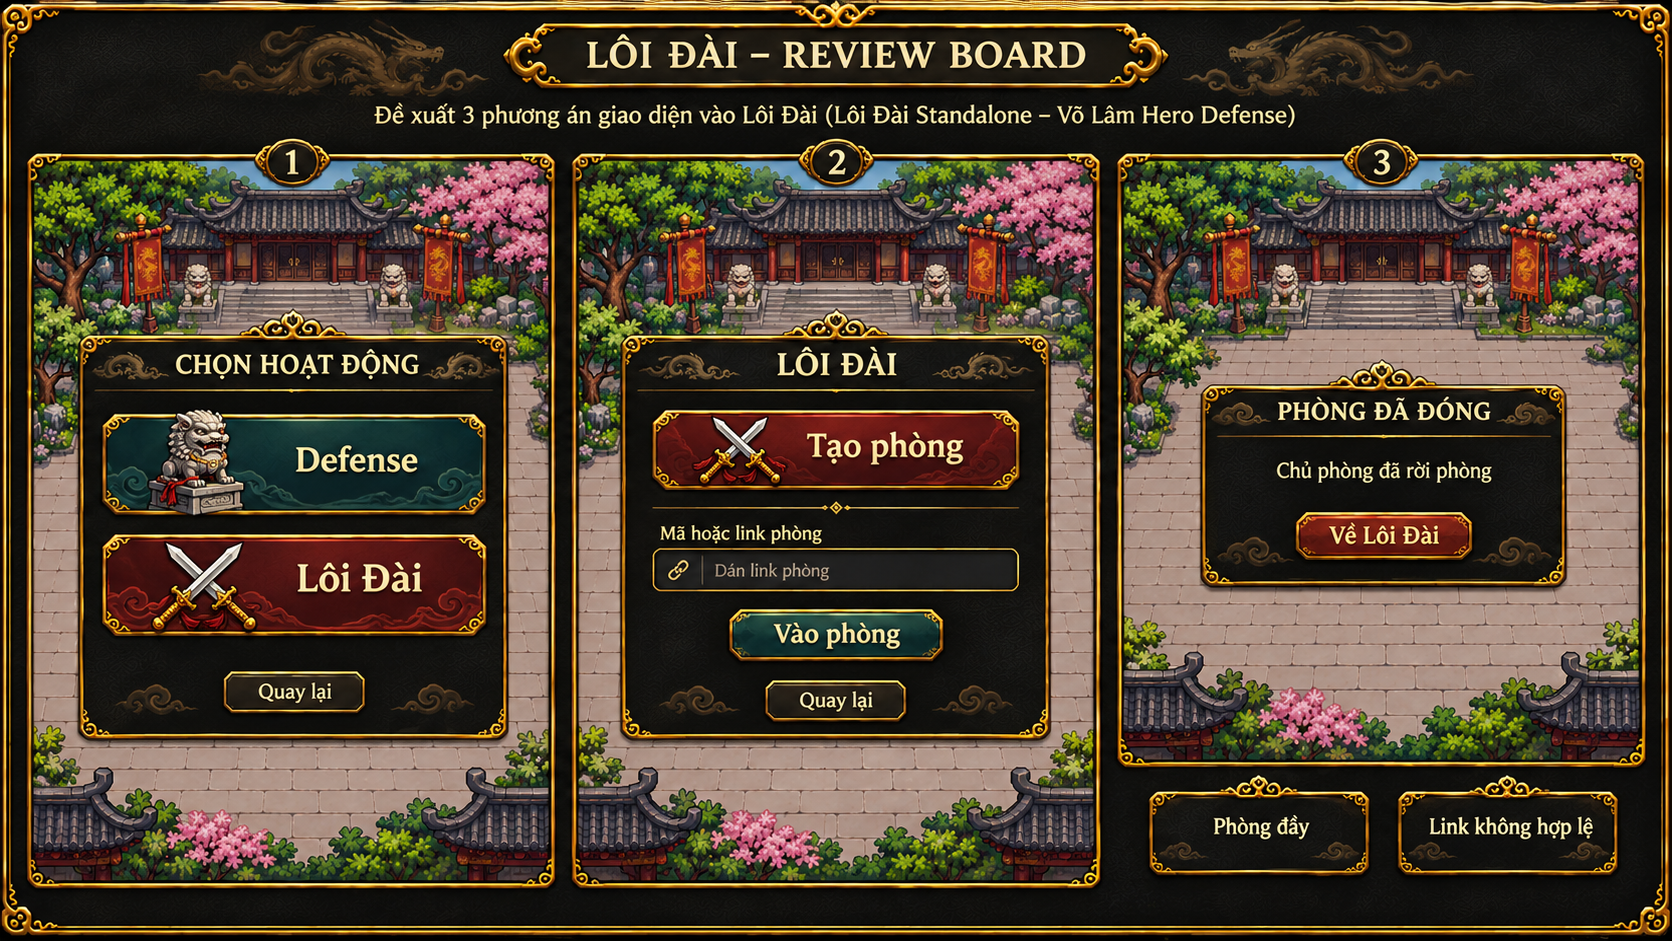 LÔI ĐÀI – REVIEW BOARD
Đề xuất 3 phương án giao diện vào Lôi Đài (Lôi Đài Standalone – Võ Lâm Hero Defense)
1
CHỌN HOẠT ĐỘNG
Defense
Lôi Đài
Quay lại
2
LÔI ĐÀI
Tạo phòng
Mã hoặc link phòng
Dán link phòng
Vào phòng
Quay lại
3
PHÒNG ĐÃ ĐÓNG
Chủ phòng đã rời phòng
Về Lôi Đài
Phòng đầy
Link không hợp lệ